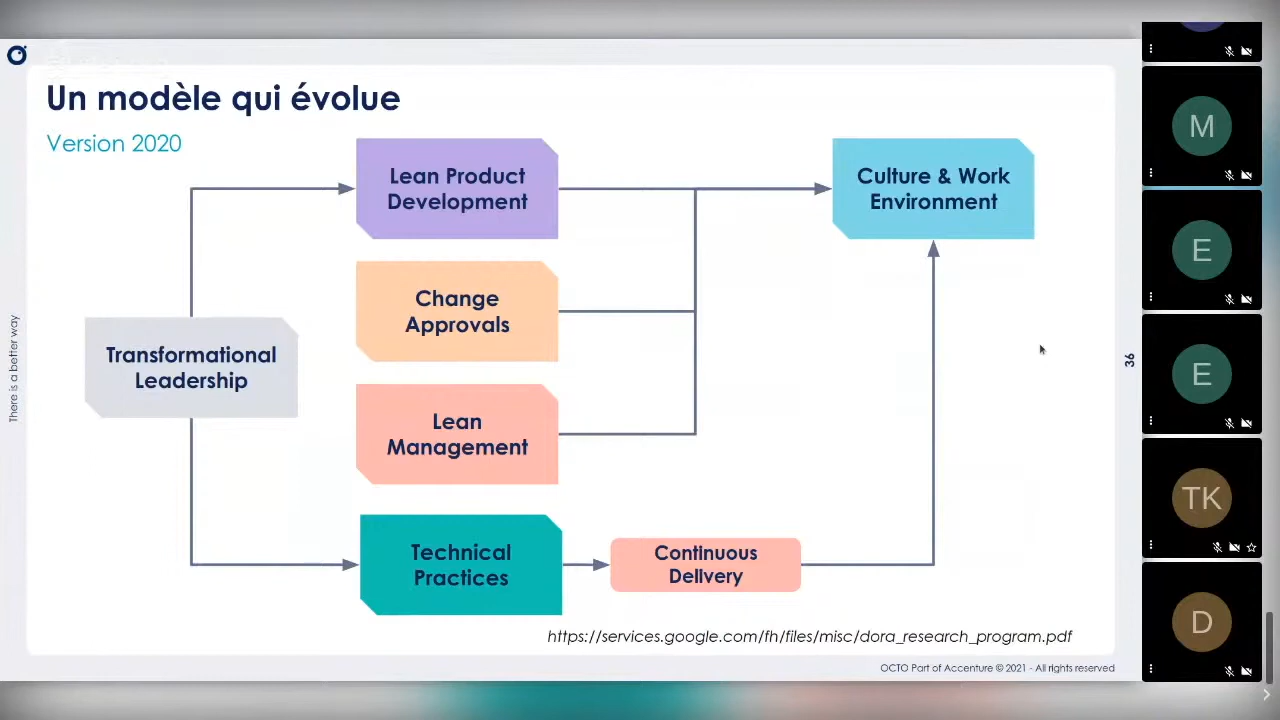 Un modèle qui évolue
Version 2020
Lean Product
Development
Culture & Work
Environment
Change
Approvals
Transformational
Leadership
Lean
Management
Technical
Practices
Continuous
Delivery
https://services.google.com/fh/files/misc/dora_research_program.pdf
OCTO Part of Accenture © 2021 - All rights reserved
There is a better way
36
M
E
E
TK
D